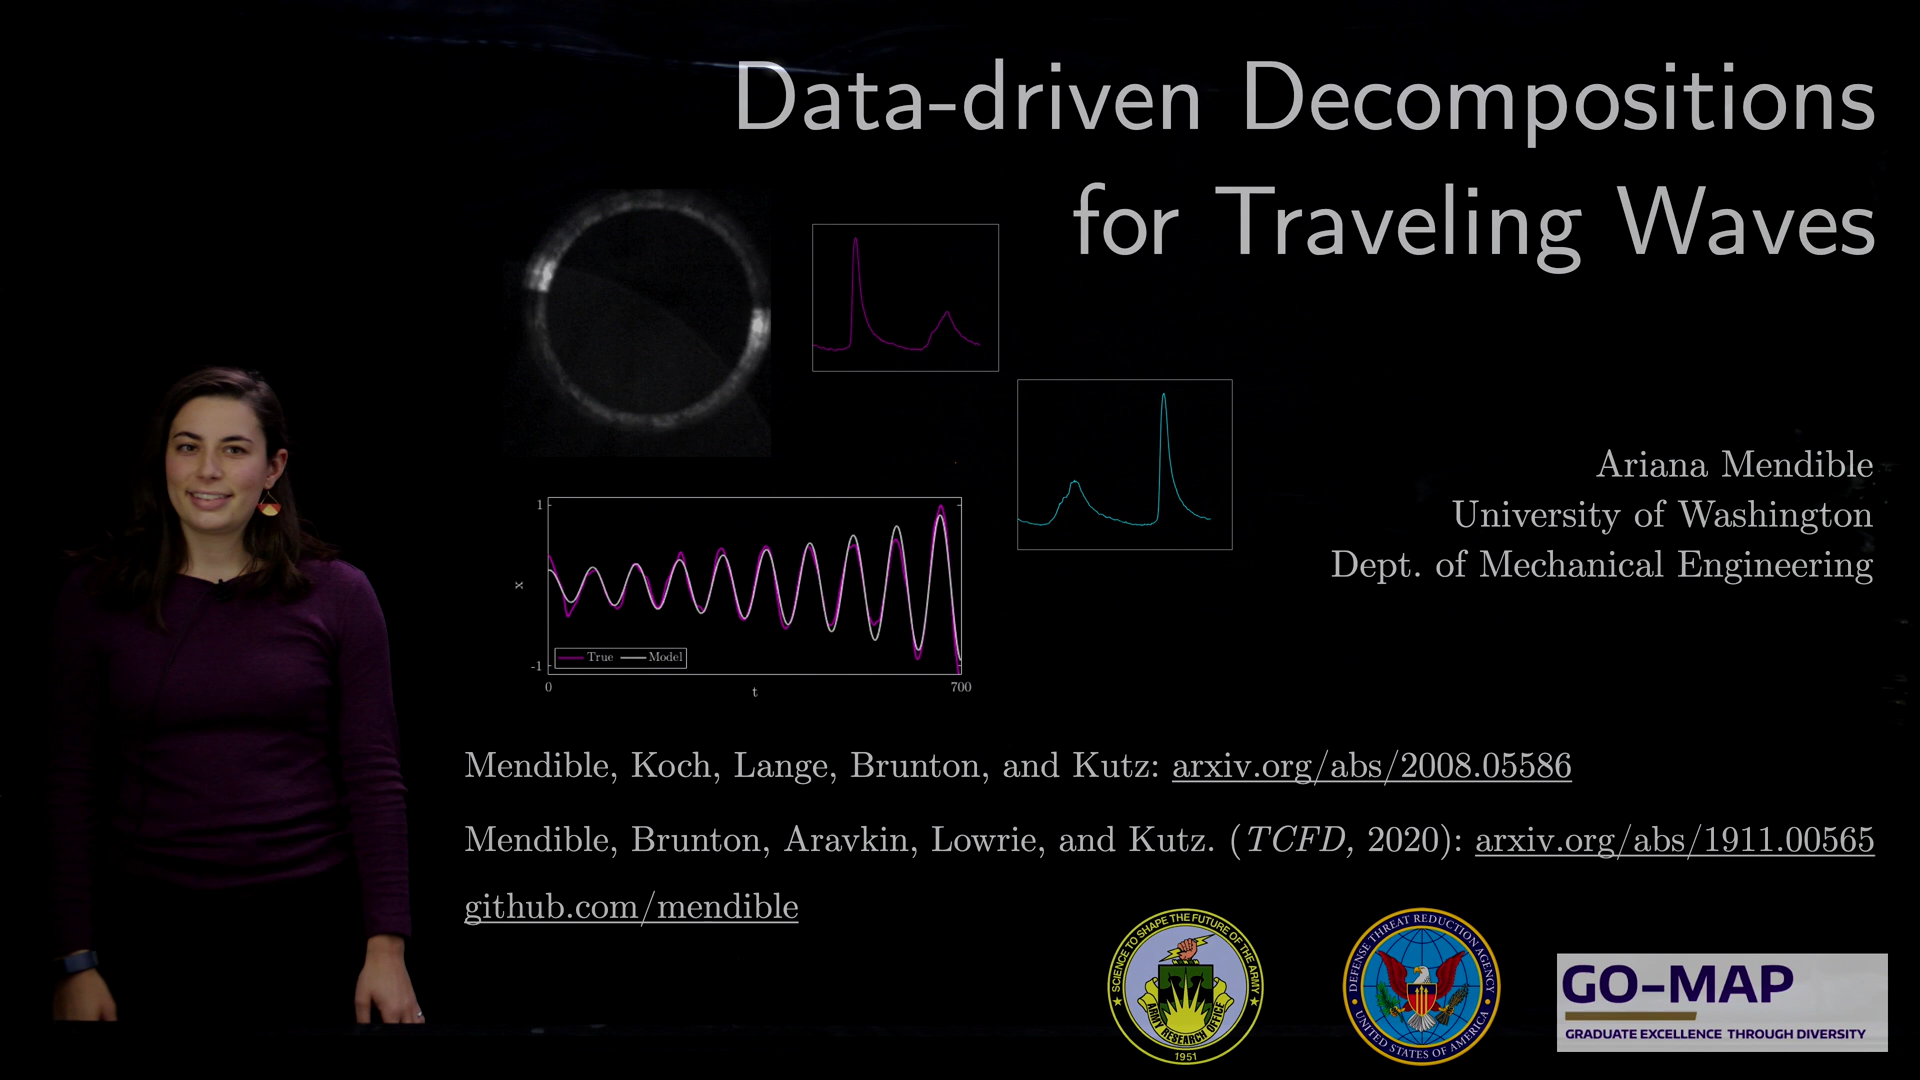 Data-driven Decompositions
for Traveling Waves
Ariana Mendible
University of Washington
Dept. of Mechanical Engineering
1
x
-1
True
Model
0
t
700
Mendible, Koch, Lange, Brunton, and Kutz: arxiv.org/abs/2008.05586
Mendible, Brunton, Aravkin, Lowrie, and Kutz. (TCFD, 2020): arxiv.org/abs/1911.00565
github.com/mendible
SCIENCE TO SHAPE THE FUTURE OF THE ARMY
ARMY RESEARCH OFFICE
1951
DEFENSE THREAT REDUCTION AGENCY
UNITED STATES OF AMERICA
GO-MAP
GRADUATE EXCELLENCE THROUGH DIVERSITY